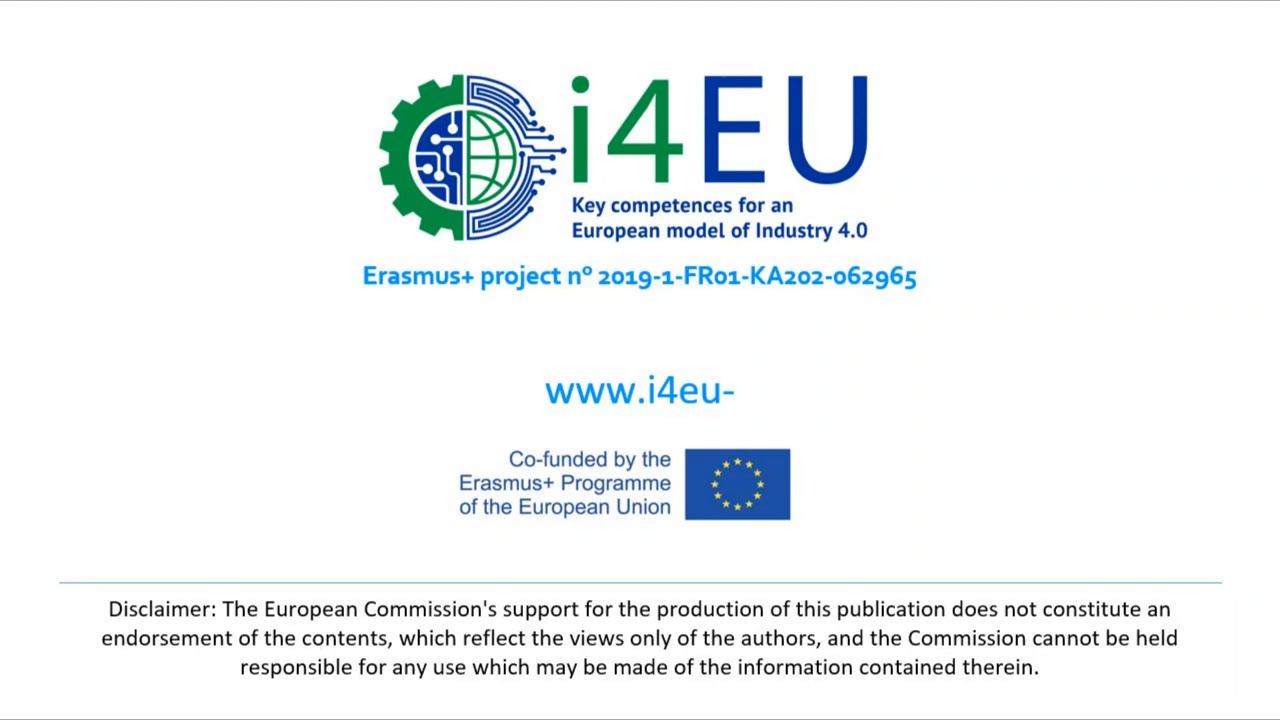 i4EU
Key competences for an
European model of Industry 4.0
Erasmus+ project nº 2019-1-FR01-KA202-062965
www.i4eu-
Co-funded by the
Erasmus+ Programme
of the European Union
Disclaimer: The European Commission's support for the production of this publication does not constitute an
endorsement of the contents, which reflect the views only of the authors, and the Commission cannot be held
responsible for any use which may be made of the information contained therein.